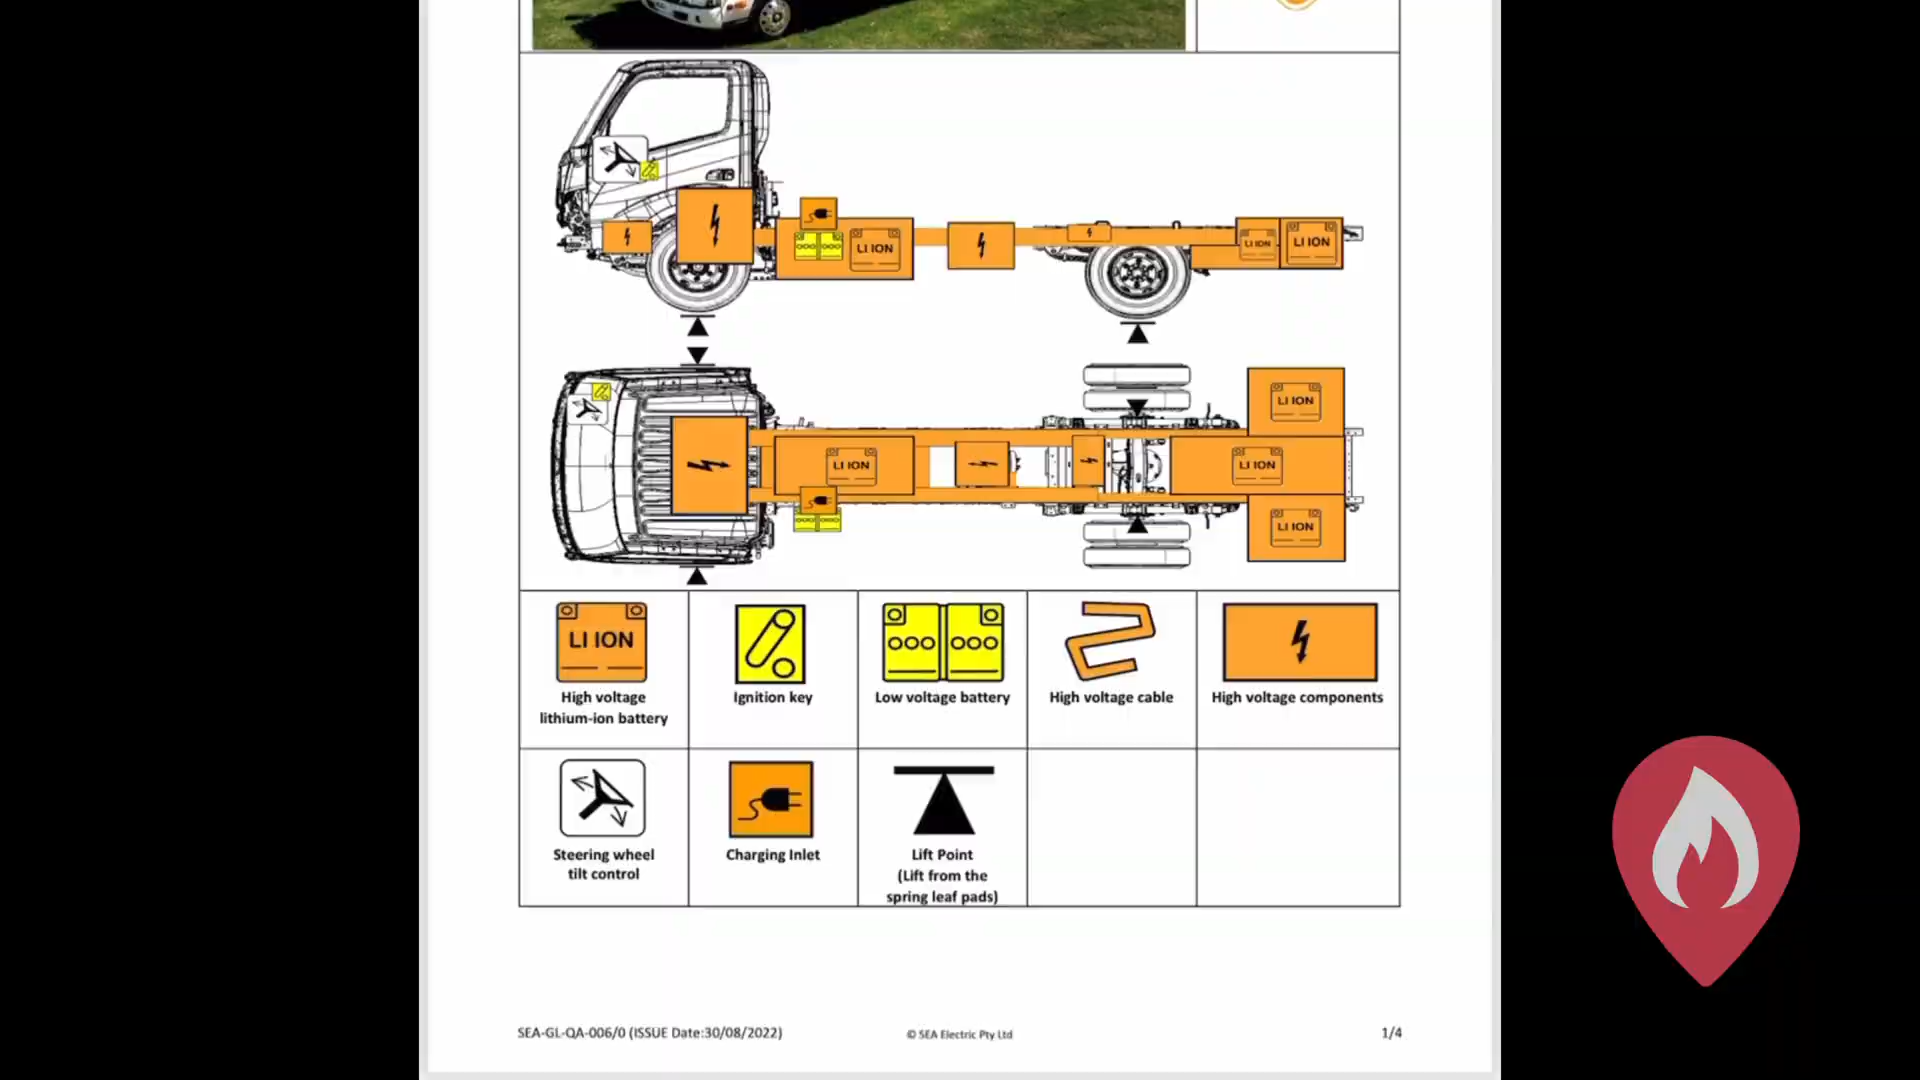 LI ION
LI ION
LI ION
LI ION
LI ION
LI ION
LI ION
LI ION
High voltage
lithium-ion battery
Ignition key
Low voltage battery
High voltage cable
High voltage components
Steering wheel
tilt control
Charging Inlet
Lift Point
(Lift from the
spring leaf pads)
SEA-GL-QA-006/0 (ISSUE Date:30/08/2022)
© SEA Electric Pty Ltd
1/4